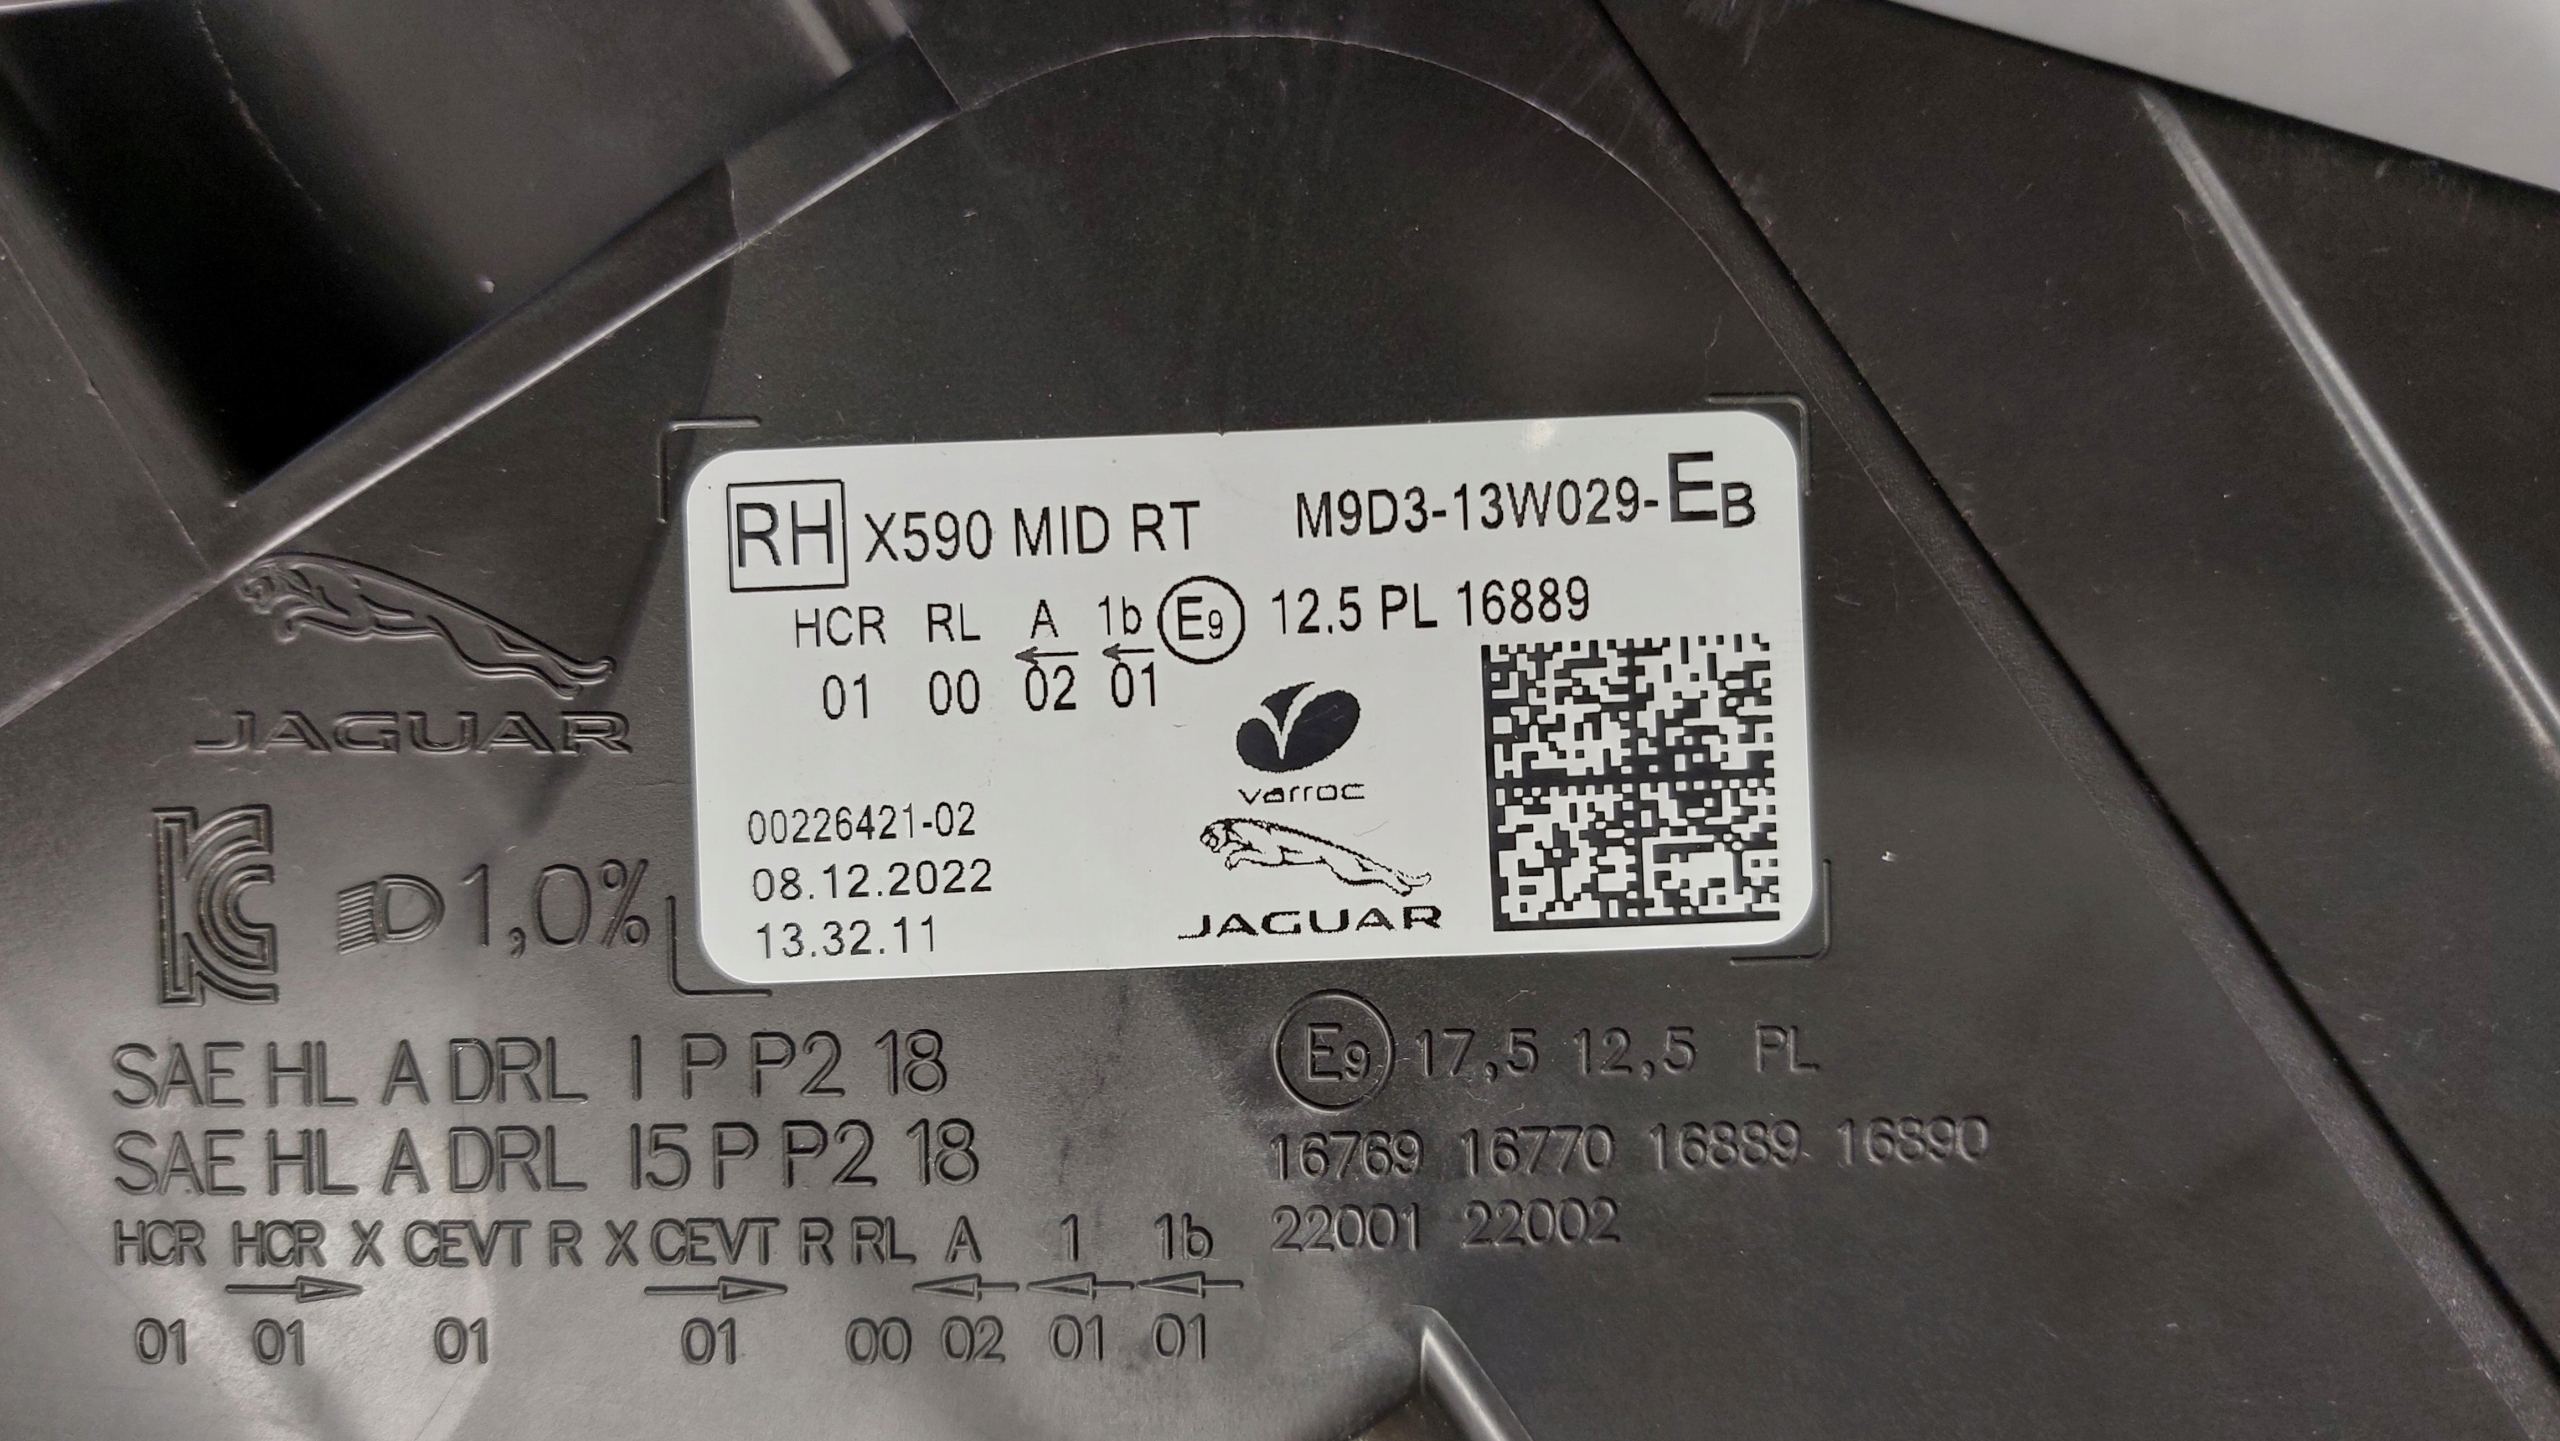 RH X590 MID RT M9D3-13W029-EB
HCR RL A 1b E9 12.5 PL 16889
01 00 02 01
varroc
00226421-02
08.12.2022
13.32.11
JAGUAR
JAGUAR
KC 1,0%
SAE HL A DRL I P P2 18
SAE HL A DRL I5 P P2 18
HCR HCR X CEVT R X CEVT R RL A 1 1b
01 01 01 01 00 02 01 01
E9 17,5 12,5 PL
16769 16770 16889 16890
22001 22002